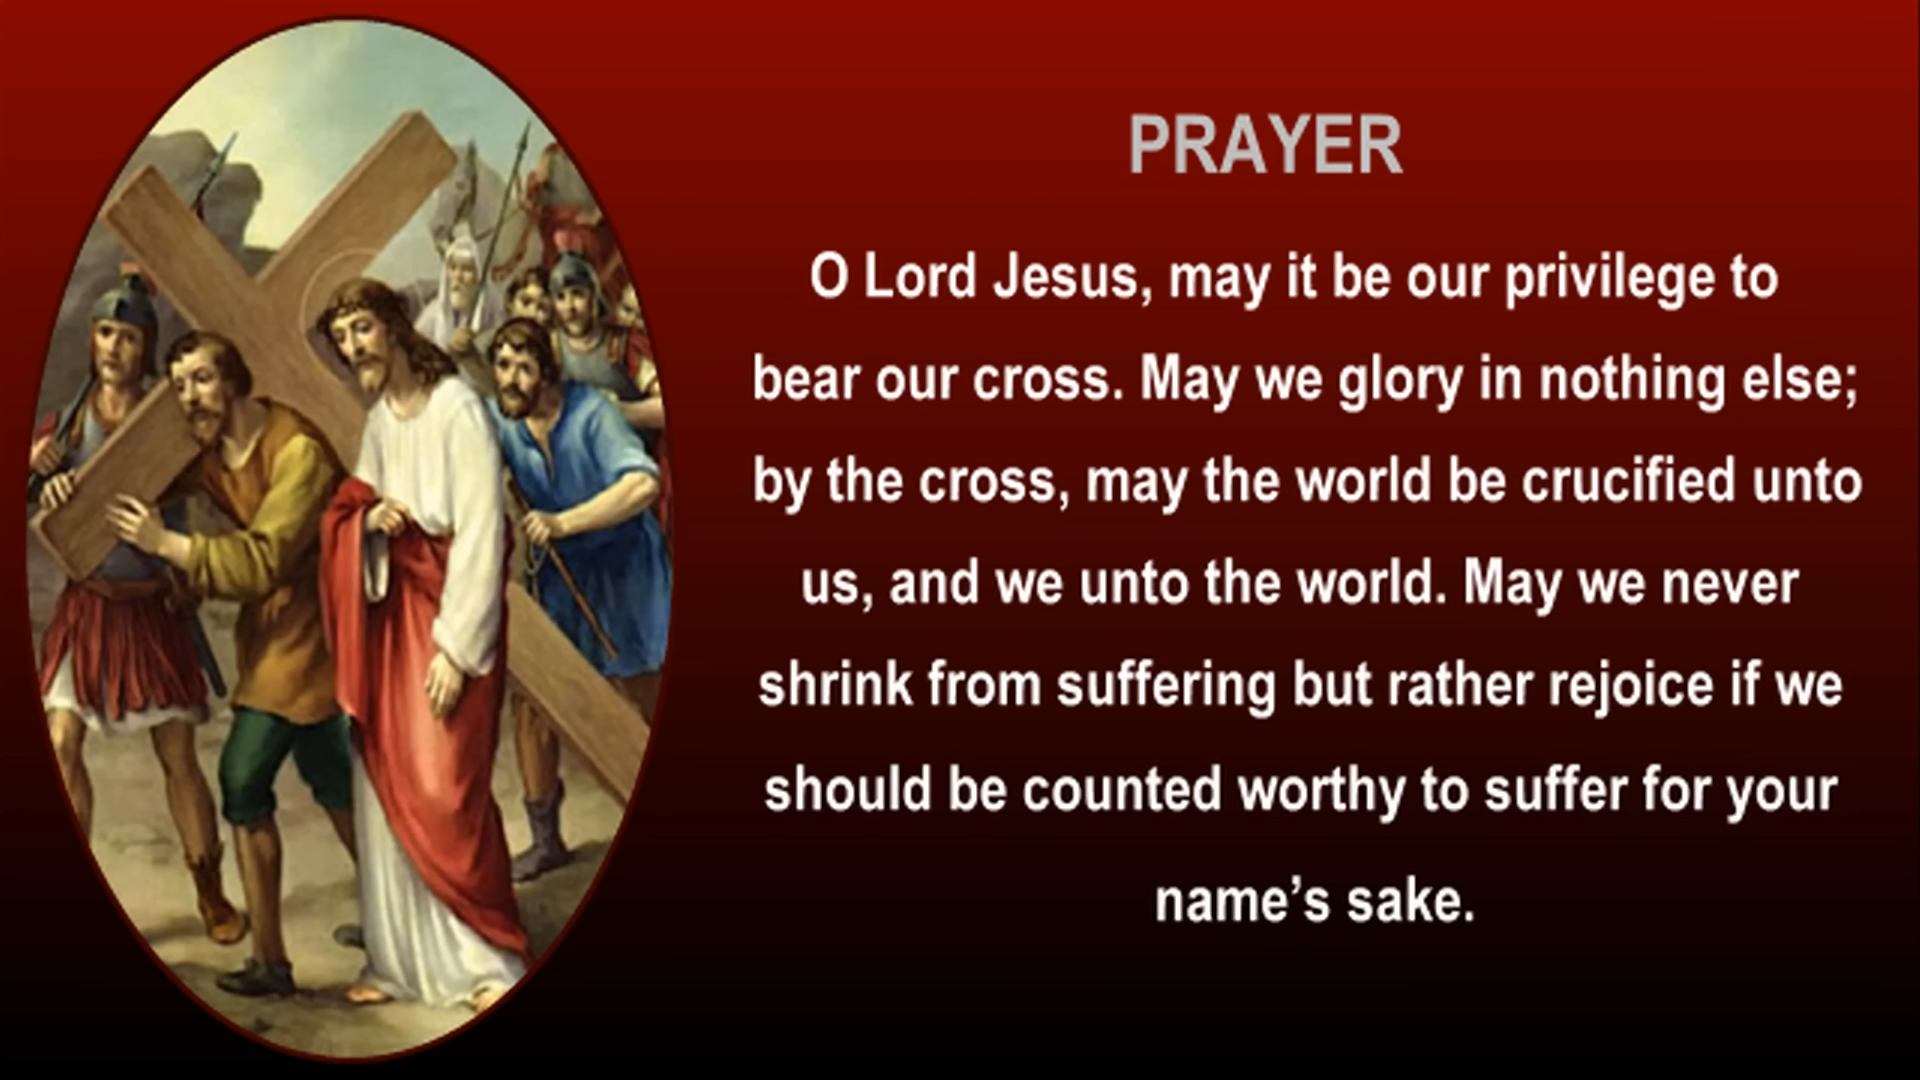 PRAYER
O Lord Jesus, may it be our privilege to
bear our cross. May we glory in nothing else;
by the cross, may the world be crucified unto
us, and we unto the world. May we never
shrink from suffering but rather rejoice if we
should be counted worthy to suffer for your
name’s sake.